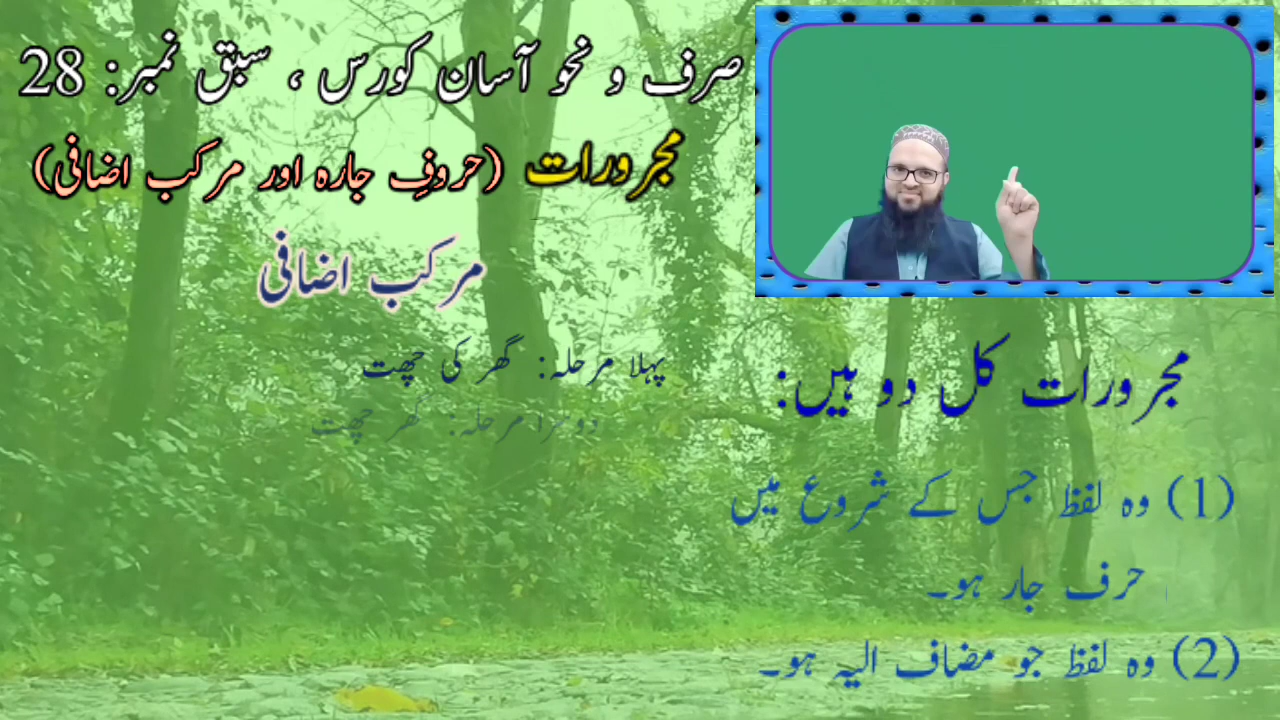 صرف و نحو آسان کورس ، سبق نمبر: 28
مجرورات (حروفِ جارہ اور مرکب اضافی)
مرکب اضافی
پہلا مرحلہ: گھر کی چھت
دوسرا مرحلہ: گھر چھت
مجرورات کل دو ہیں:
(1) وہ لفظ جس کے شروع میں
حرف جار ہو۔
(2) وہ لفظ جو مضاف الیہ ہو۔